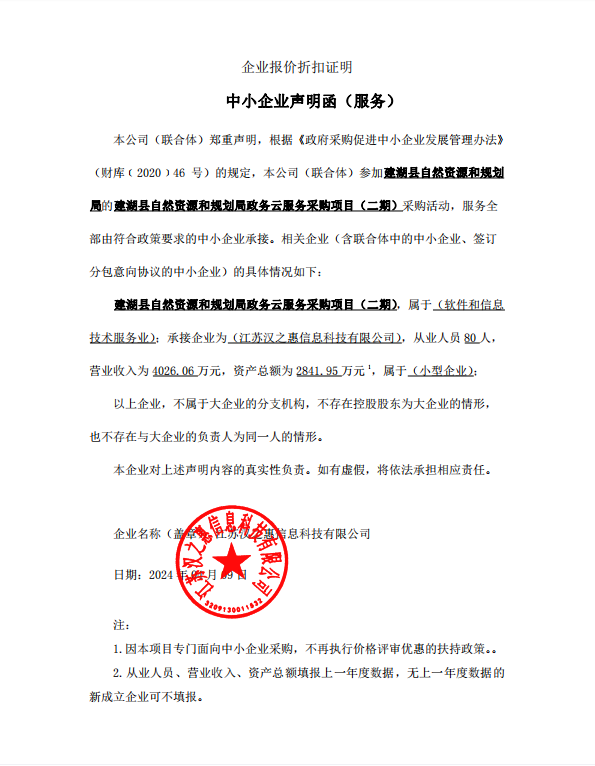 企业报价折扣证明
中小企业声明函（服务）
本公司（联合体）郑重声明，根据《政府采购促进中小企业发展管理办法》
（财库﹝2020﹞46 号）的规定，本公司（联合体）参加建湖县自然资源和规划
局的建湖县自然资源和规划局政务云服务采购项目（二期）采购活动，服务全
部由符合政策要求的中小企业承接。相关企业（含联合体中的中小企业、签订
分包意向协议的中小企业）的具体情况如下：
建湖县自然资源和规划局政务云服务采购项目（二期），属于（软件和信息
技术服务业）；承接企业为（江苏汉之惠信息科技有限公司），从业人员 80 人，
营业收入为 4026.06 万元，资产总额为 2841.95 万元1，属于（小型企业）；
以上企业，不属于大企业的分支机构，不存在控股股东为大企业的情形，
也不存在与大企业的负责人为同一人的情形。
本企业对上述声明内容的真实性负责。如有虚假，将依法承担相应责任。
企业名称（盖章）：江苏汉之惠信息科技有限公司
日期：2024 年 月 09 日
江苏汉之惠信息科技有限公司
3209130011032
注：
1.因本项目专门面向中小企业采购，不再执行价格评审优惠的扶持政策。。
2.从业人员、营业收入、资产总额填报上一年度数据，无上一年度数据的
新成立企业可不填报。